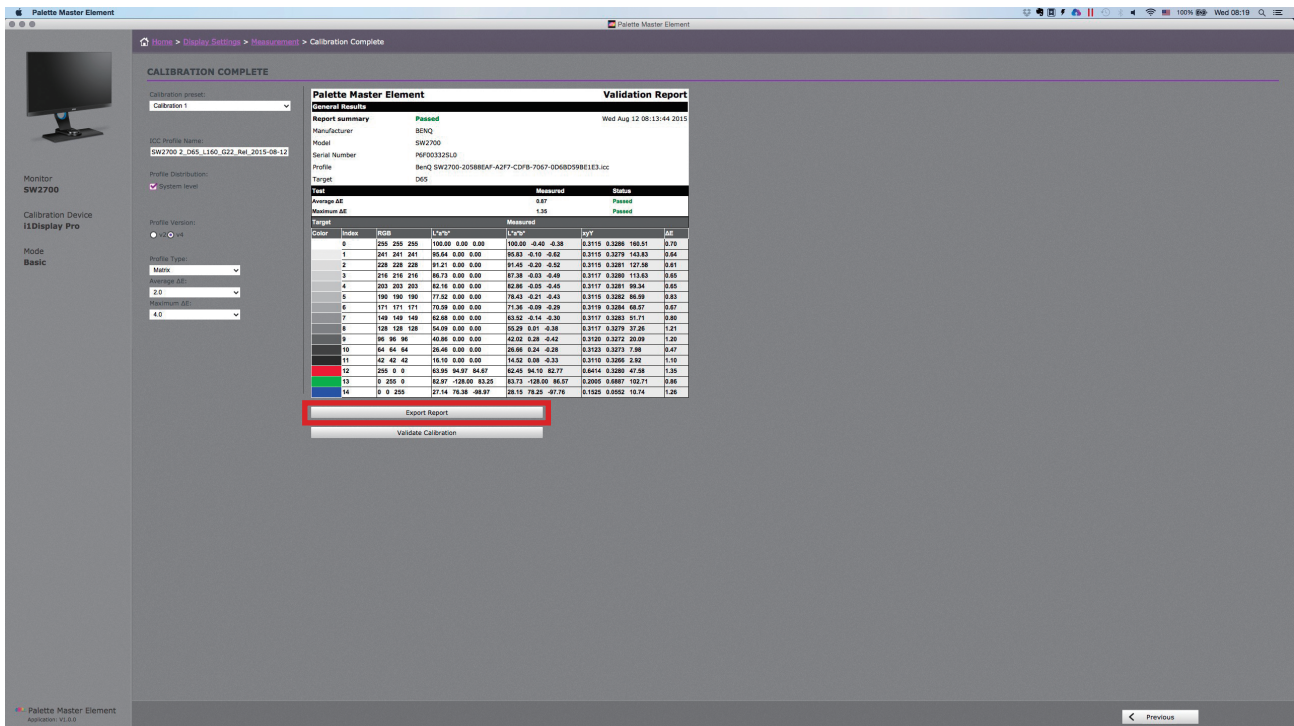 Palette Master Element
100% Wed 08:19
Palette Master Element
Home > Display Settings > Measurement > Calibration Complete
CALIBRATION COMPLETE
Monitor
SW2700
Calibration Device
i1Display Pro
Mode
Basic
Calibration preset:
Calibration 1
ICC Profile Name:
SW2700 2_D65_L160_G22_Rel_2015-08-12
Profile Distribution:
System level
Profile Version:
v2 v4
Profile Type:
Matrix
Average ΔE:
2.0
Maximum ΔE:
4.0
Palette Master Element Validation Report
General Results
Report summary Passed Wed Aug 12 08:13:44 2015
Manufacturer BENQ
Model SW2700
Serial Number P6F00332SL0
Profile BenQ SW2700-20588EAF-A2F7-CDFB-7067-0D6BD59BE1E3.icc
Target D65
Test Measured Status
Average ΔE 0.87 Passed
Maximum ΔE 1.35 Passed
Target Measured
Color Index RGB L*a*b* L*a*b* xyY ΔE
0 255 255 255 100.00 0.00 0.00 100.00 -0.40 -0.38 0.3115 0.3286 160.51 0.70
1 241 241 241 95.64 0.00 0.00 95.83 -0.10 -0.62 0.3115 0.3279 143.83 0.64
2 228 228 228 91.21 0.00 0.00 91.45 -0.20 -0.52 0.3115 0.3281 127.58 0.61
3 216 216 216 86.73 0.00 0.00 87.38 -0.03 -0.49 0.3117 0.3280 113.63 0.65
4 203 203 203 82.16 0.00 0.00 82.86 -0.05 -0.45 0.3117 0.3281 99.34 0.65
5 190 190 190 77.52 0.00 0.00 78.43 -0.21 -0.43 0.3115 0.3282 86.59 0.83
6 171 171 171 70.59 0.00 0.00 71.36 -0.09 -0.29 0.3119 0.3284 68.57 0.67
7 149 149 149 62.68 0.00 0.00 63.52 -0.14 -0.30 0.3117 0.3283 51.71 0.80
8 128 128 128 54.09 0.00 0.00 55.29 0.01 -0.38 0.3117 0.3279 37.26 1.21
9 96 96 96 40.86 0.00 0.00 42.02 0.28 -0.42 0.3120 0.3272 20.09 1.20
10 64 64 64 26.46 0.00 0.00 26.66 0.24 -0.28 0.3123 0.3273 7.98 0.47
11 42 42 42 16.10 0.00 0.00 14.52 0.08 -0.33 0.3110 0.3266 2.92 1.10
12 255 0 0 63.95 94.97 84.67 62.45 94.10 82.77 0.6414 0.3280 47.58 1.35
13 0 255 0 82.97 -128.00 83.25 83.73 -128.00 86.57 0.2005 0.6887 102.71 0.86
14 0 0 255 27.14 76.38 -98.97 28.15 78.25 -97.76 0.1525 0.0552 10.74 1.26
Export Report
Validate Calibration
Palette Master Element
Application: V1.0.0
Previous